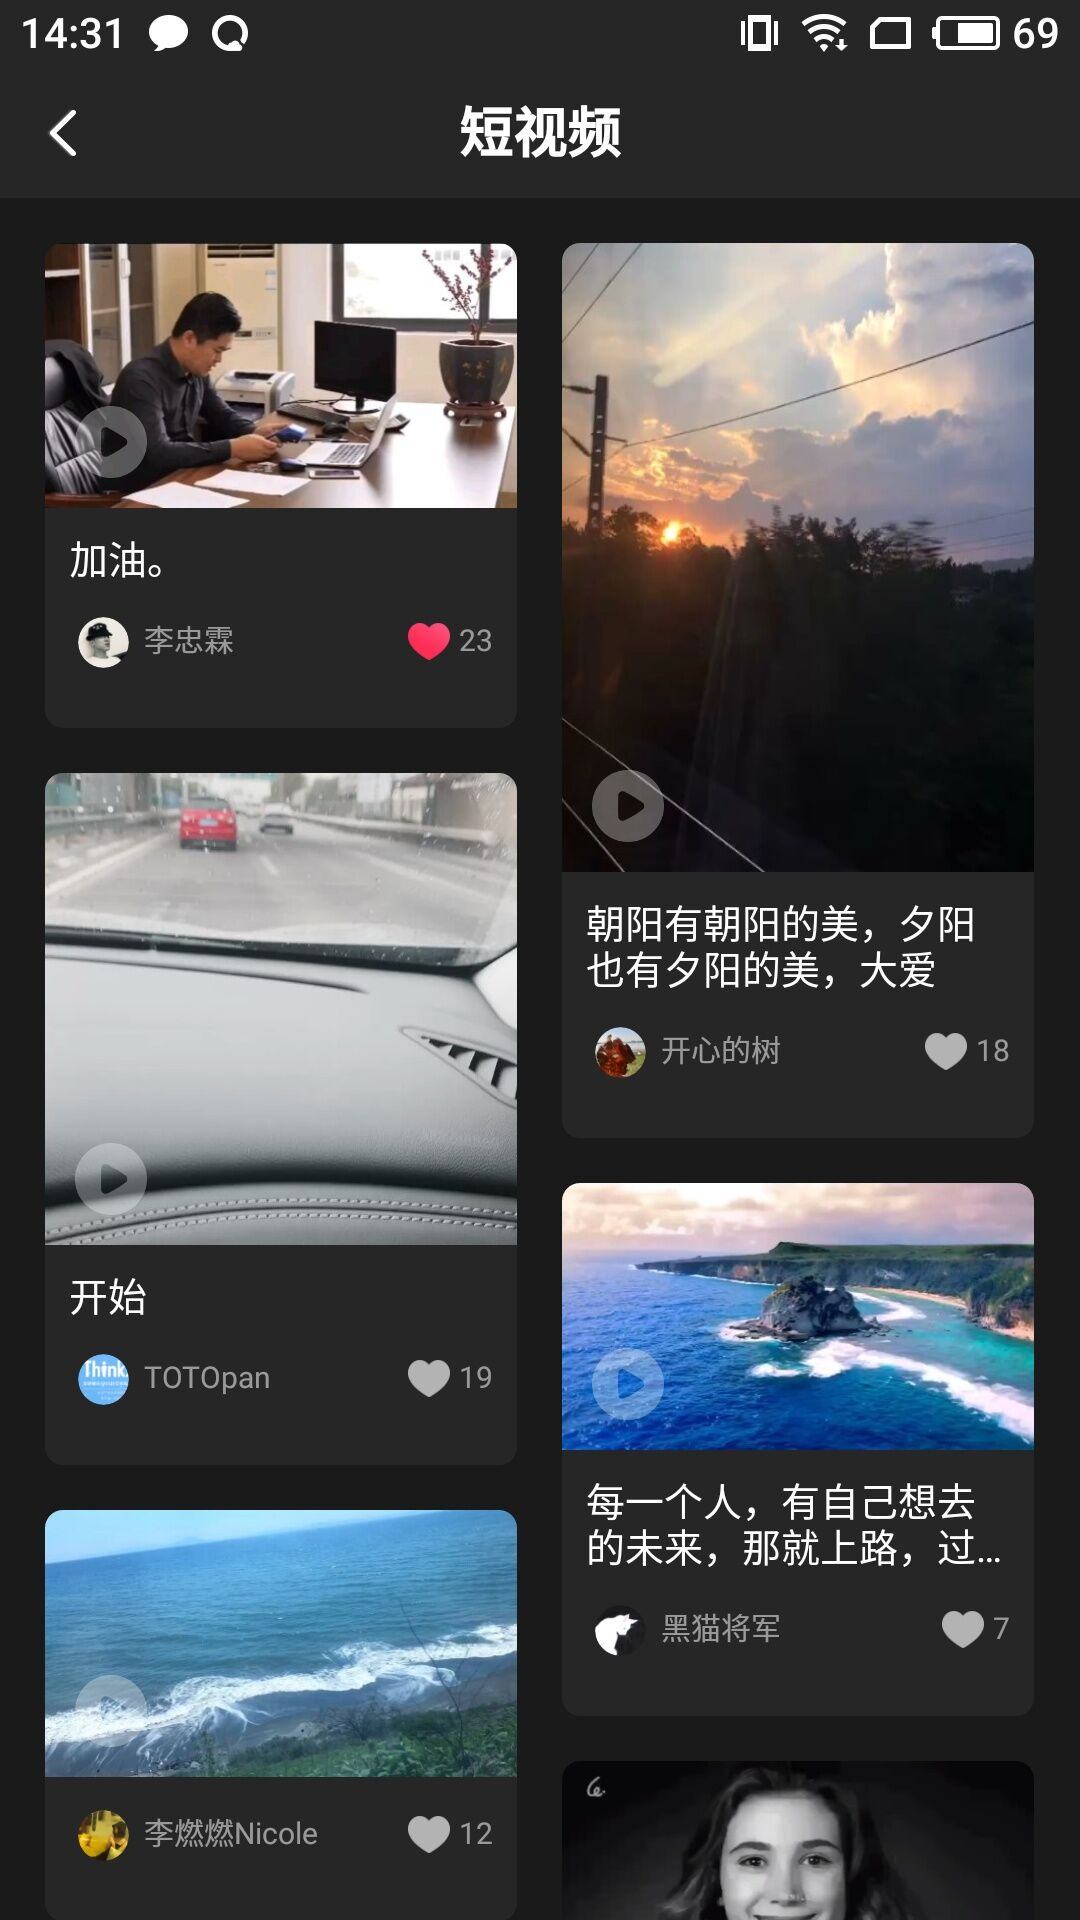 14:31
69
短视频
加油。
李忠霖
23
朝阳有朝阳的美，夕阳
也有夕阳的美，大爱
开心的树
18
开始
Think.
TOTOpan
19
每一个人，有自己想去
的未来，那就上路，过...
黑猫将军
7
李燃燃Nicole
12